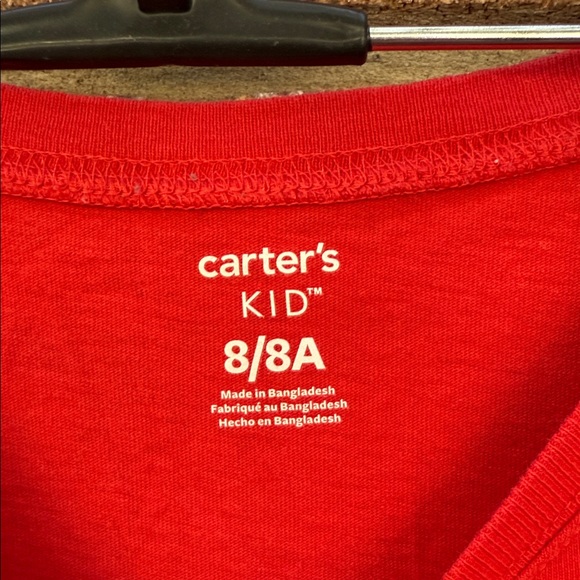 carter's
KID™
8/8A
Made in Bangladesh
Fabriqué au Bangladesh
Hecho en Bangladesh